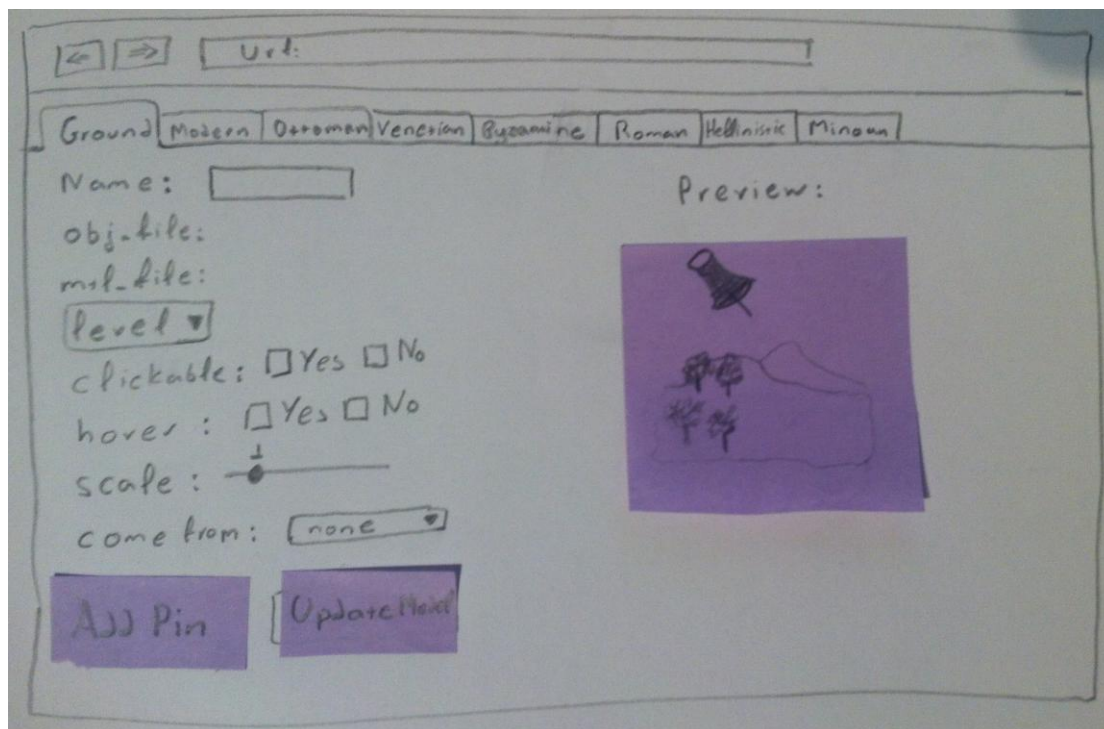 Url:
Ground Modern Ottoman Venetian Byzantine Roman Hellinistic Minoan
Name:
Preview:
obj_file:
mtl_file:
level
clickable: Yes No
hover : Yes No
1
scale :
come from: none
Add Pin
Update Model